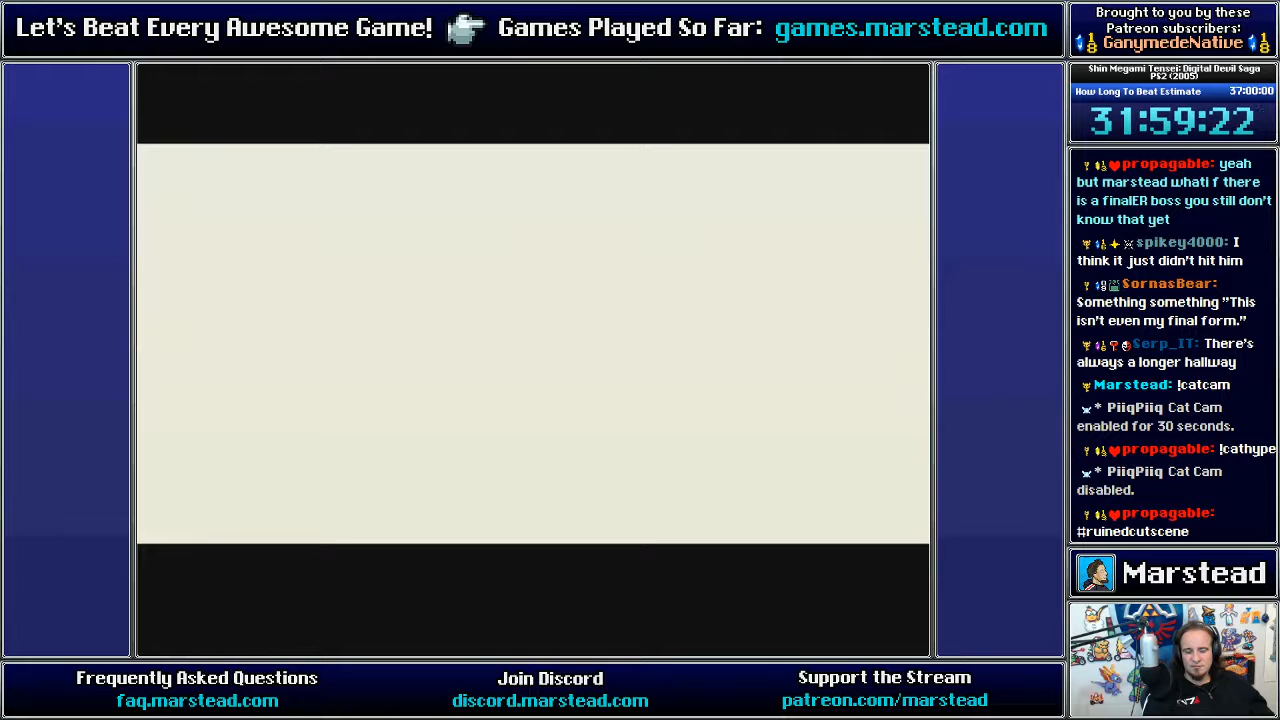 Let's Beat Every Awesome Game!
Games Played So Far: games.marstead.com
Brought to you by these
Patreon subscribers:
GanymedeNative
Shin Megami Tensei: Digital Devil Saga
PS2 (2005)
How Long To Beat Estimate 37:00:00
31:59:22
propagable: yeah
but marstead whati f there
is a finalER boss you still don't
know that yet
spikey4000: I
think it just didn't hit him
SornasBear:
Something something "This
isn't even my final form."
Serp_IT: There's
always a longer hallway
Marstead: !catcam
* PiiqPiiq Cat Cam
enabled for 30 seconds.
propagable: !cathype
* PiiqPiiq Cat Cam
disabled.
propagable:
#ruinedcutscene
Marstead
Frequently Asked Questions
faq.marstead.com
Join Discord
discord.marstead.com
Support the Stream
patreon.com/marstead